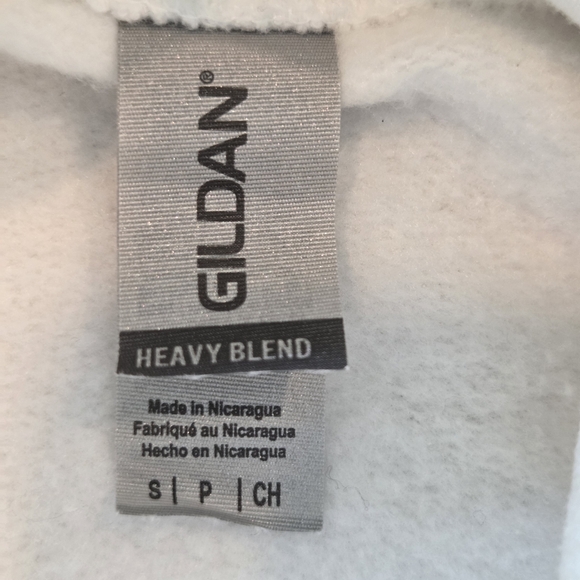 GILDAN®
HEAVY BLEND
Made in Nicaragua
Fabriqué au Nicaragua
Hecho en Nicaragua
S | P | CH